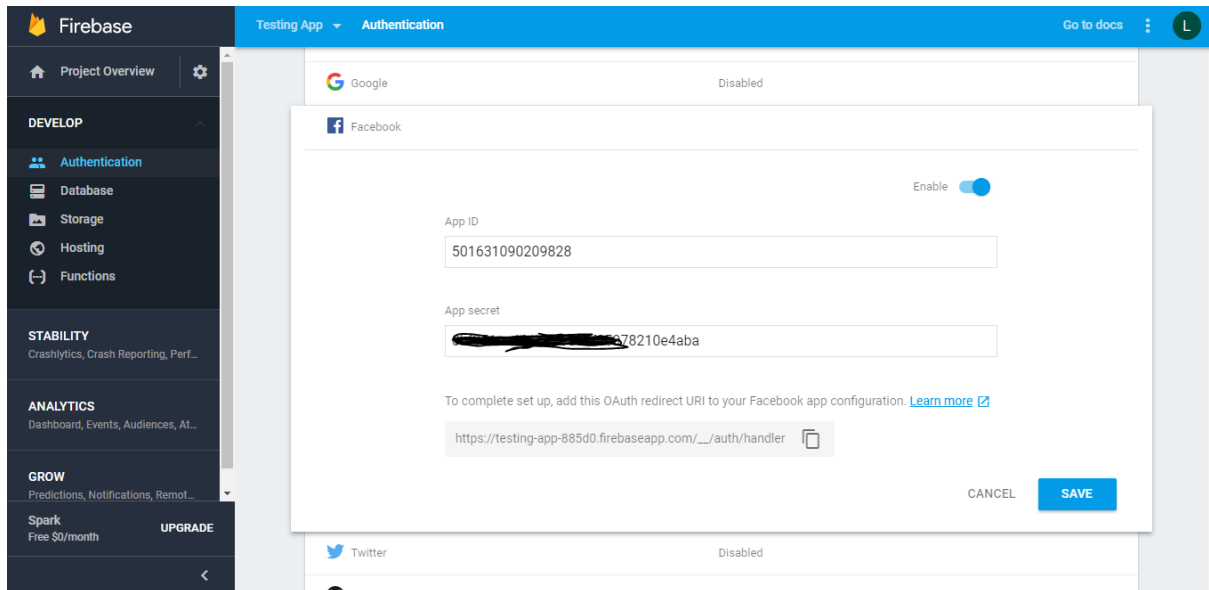 Firebase
Testing App Authentication Go to docs L
Project Overview
Google Disabled
DEVELOP
Facebook
Authentication
Enable
Database
Storage
App ID
Hosting
501631090209828
Functions
App secret
STABILITY
Crashlytics, Crash Reporting, Perf...
78210e4aba
To complete set up, add this OAuth redirect URI to your Facebook app configuration. Learn more
ANALYTICS
Dashboard, Events, Audiences, At...
https://testing-app-885d0.firebaseapp.com/__/auth/handler
GROW
Predictions, Notifications, Remot...
CANCEL SAVE
Spark
Free $0/month
UPGRADE
Twitter Disabled